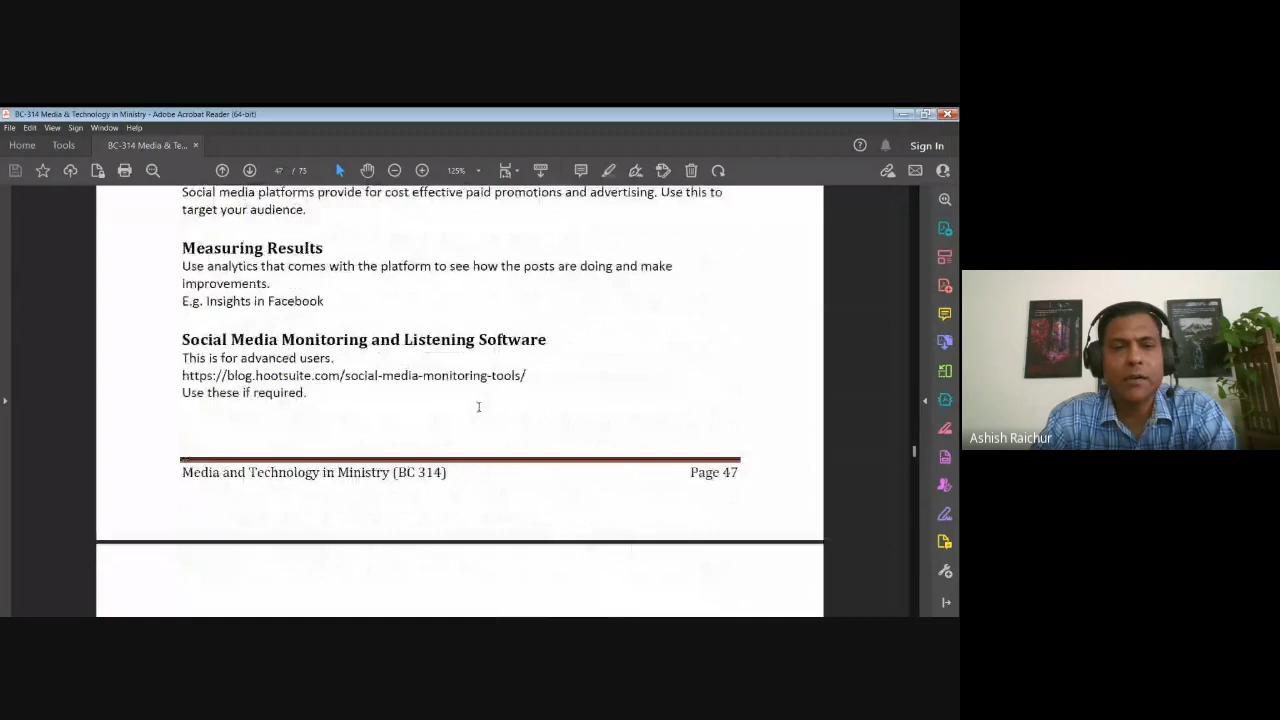 BC-314 Media & Technology in Ministry - Adobe Acrobat Reader (64-bit)
File Edit View Sign Window Help
Home Tools BC-314 Media & Te... × Sign In
47 / 75 125%
Social media platforms provide for cost effective paid promotions and advertising. Use this to
target your audience.
Measuring Results
Use analytics that comes with the platform to see how the posts are doing and make
improvements.
E.g. Insights in Facebook
Social Media Monitoring and Listening Software
This is for advanced users.
https://blog.hootsuite.com/social-media-monitoring-tools/
Use these if required.
Media and Technology in Ministry (BC 314) Page 47
Ashish Raichur